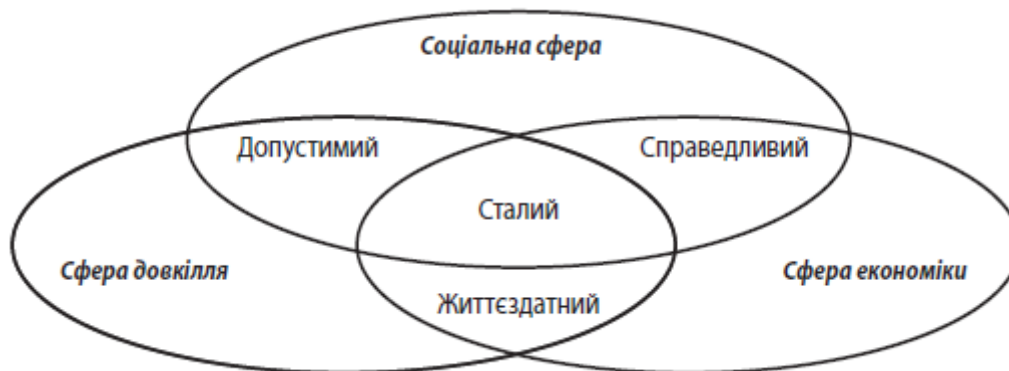 Соціальна сфера
Допустимий
Справедливий
Сталий
Сфера довкілля
Сфера економіки
Життєздатний